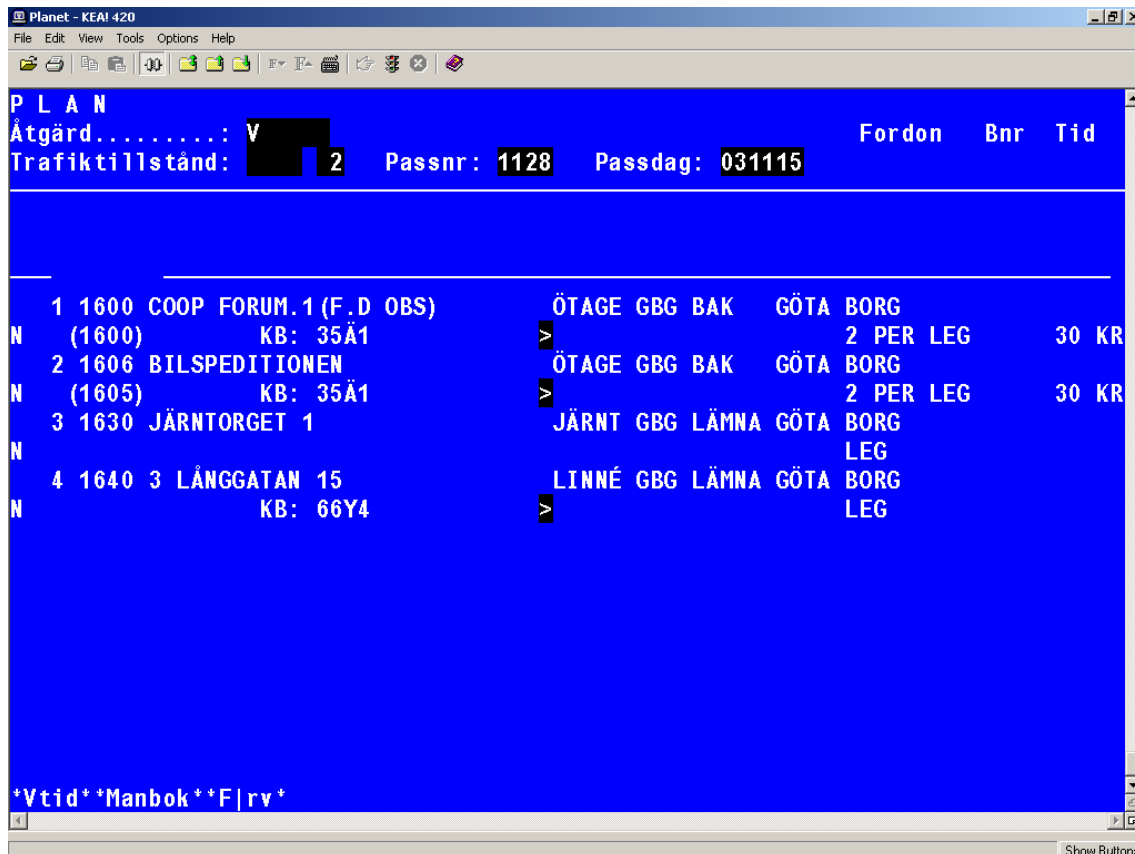 Planet - KEA! 420
File Edit View Tools Options Help
P L A N
Åtgärd.........: V Fordon Bnr Tid
Trafiktillstånd: 2 Passnr: 1128 Passdag: 031115
1 1600 COOP FORUM.1(F.D OBS) ÖTAGE GBG BAK GÖTA BORG
N (1600) KB: 35Ä1 > 2 PER LEG 30 KR
2 1606 BILSPEDITIONEN ÖTAGE GBG BAK GÖTA BORG
N (1605) KB: 35Ä1 > 2 PER LEG 30 KR
3 1630 JÄRNTORGET 1 JÄRNT GBG LÄMNA GÖTA BORG
N LEG
4 1640 3 LÅNGGATAN 15 LINNÉ GBG LÄMNA GÖTA BORG
N KB: 66Y4 > LEG
*Vtid**Manbok**F|rv*
Show Button